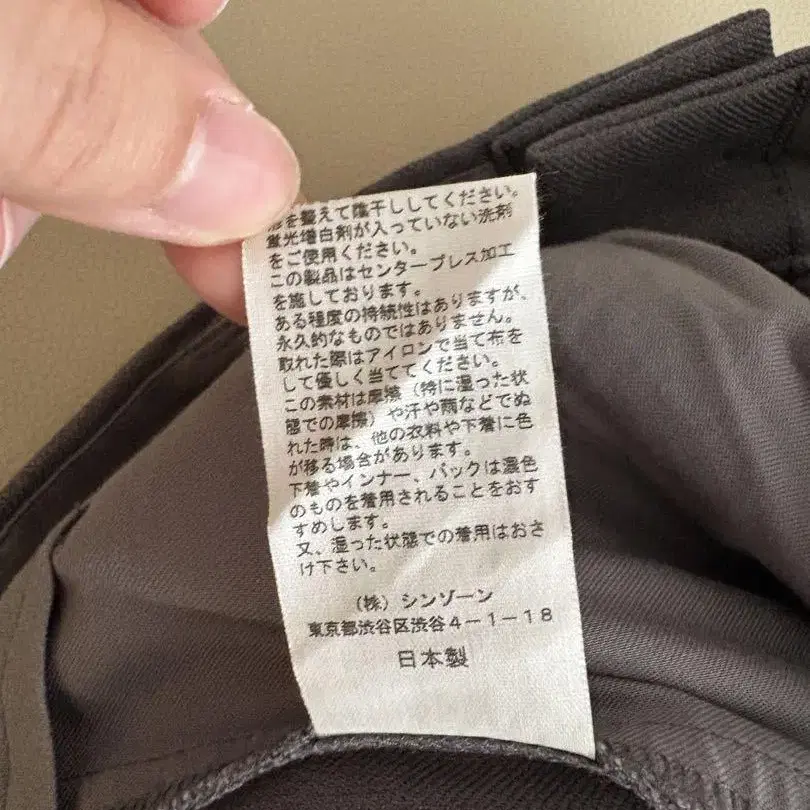 を整えて陰干ししてください。
蛍光増白剤が入っていない洗剤
をご使用ください。
この製品はセンタープレス加工
を施しております。
ある程度の持続性はありますが、
永久的なものではありません。
取れた際はアイロンで当て布を
して優しく当ててください。
この素材は摩擦（特に湿った状
態での摩擦）や汗や雨などでぬ
れた時は、他の衣料や下着に色
が移る場合があります。
下着やインナー、バックは濃色
のものを着用されることをおす
すめします。
又、湿った状態での着用はおさ
け下さい。
（株）シンゾーン
東京都渋谷区渋谷４－１－１８
日本製